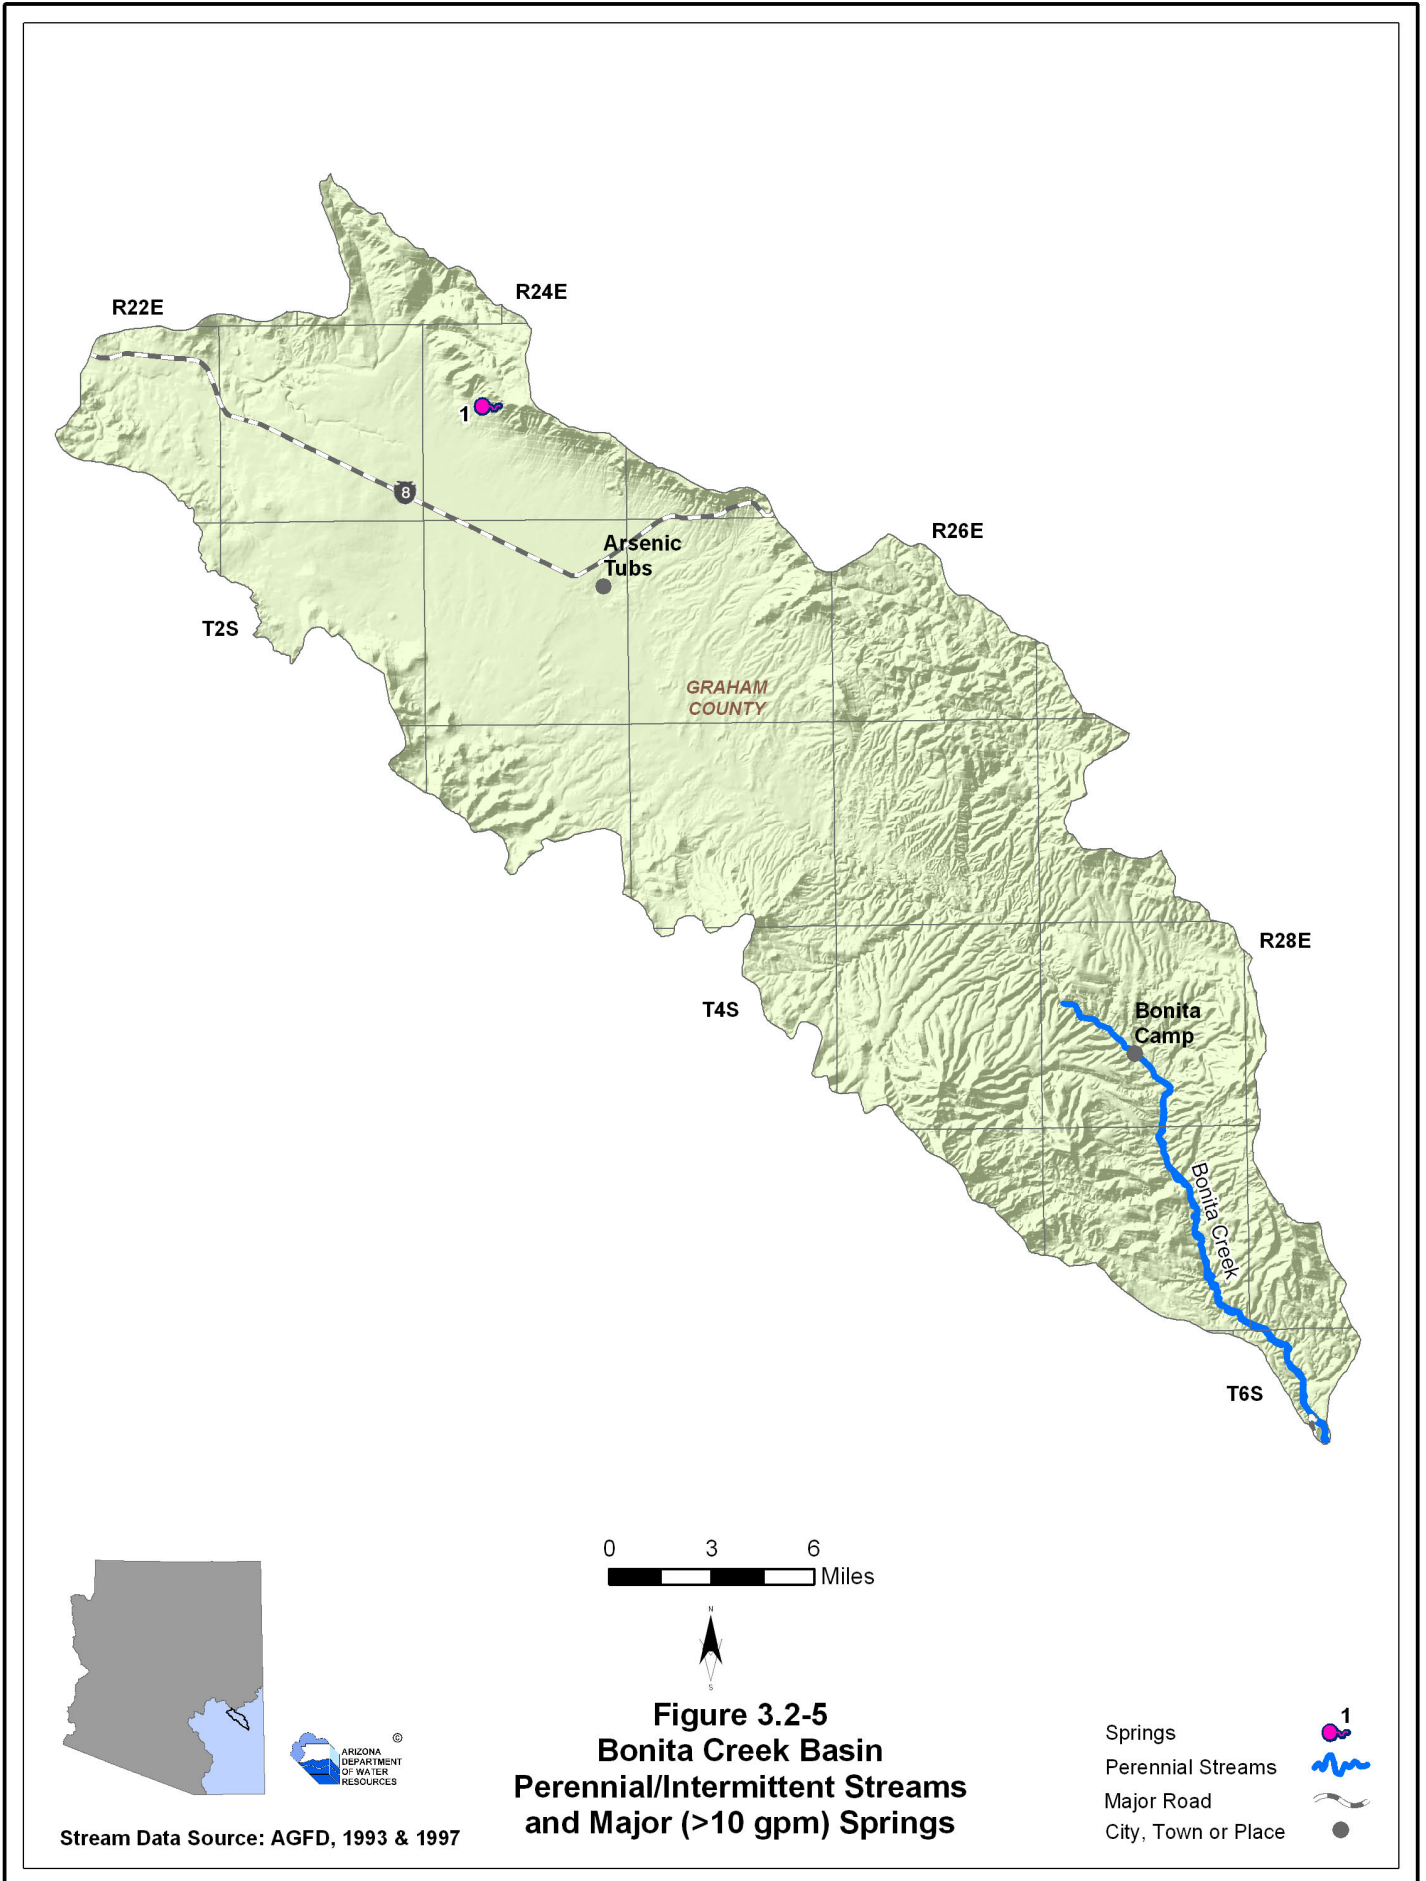 R22E
R24E
1
8
R26E
Arsenic
Tubs
T2S
GRAHAM
COUNTY
R28E
T4S
Bonita
Camp
Bonita Creek
T6S
0 3 6
Miles
N
S
Figure 3.2-5
Bonita Creek Basin
Perennial/Intermittent Streams
and Major (>10 gpm) Springs
©
ARIZONA
DEPARTMENT
OF WATER
RESOURCES
Stream Data Source: AGFD, 1993 & 1997
1
Springs
Perennial Streams
Major Road
City, Town or Place